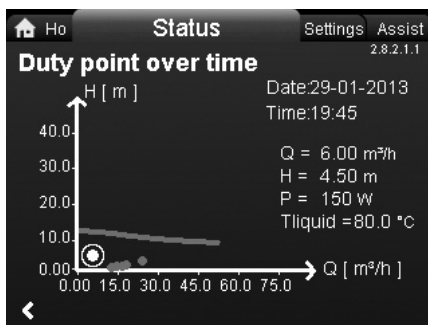 Ho Status Settings Assist
2.8.2.1.1
Duty point over time
H [ m ]
Date:29-01-2013
Time:19:45
40.0
30.0
20.0
10.0
0.00
Q = 6.00 m³/h
H = 4.50 m
P = 150 W
Tliquid =80.0 °C
0.00 15.0 30.0 45.0 60.0 75.0
Q [ m³/h ]